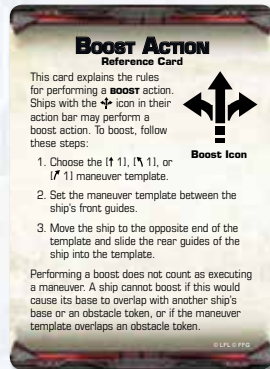 BOOST ACTION
Reference Card
This card explains the rules
for performing a BOOST action.
Ships with the icon in their
action bar may perform a
boost action. To boost, follow
these steps:
Boost Icon
1. Choose the [↑ 1], [↖ 1], or
[↗ 1] maneuver template.
2. Set the maneuver template between the
ship's front guides.
3. Move the ship to the opposite end of the
template and slide the rear guides of the
ship into the template.
Performing a boost does not count as executing
a maneuver. A ship cannot boost if this would
cause its base to overlap with another ship's
base or an obstacle token, or if the maneuver
template overlaps an obstacle token.
© LFL © FFG